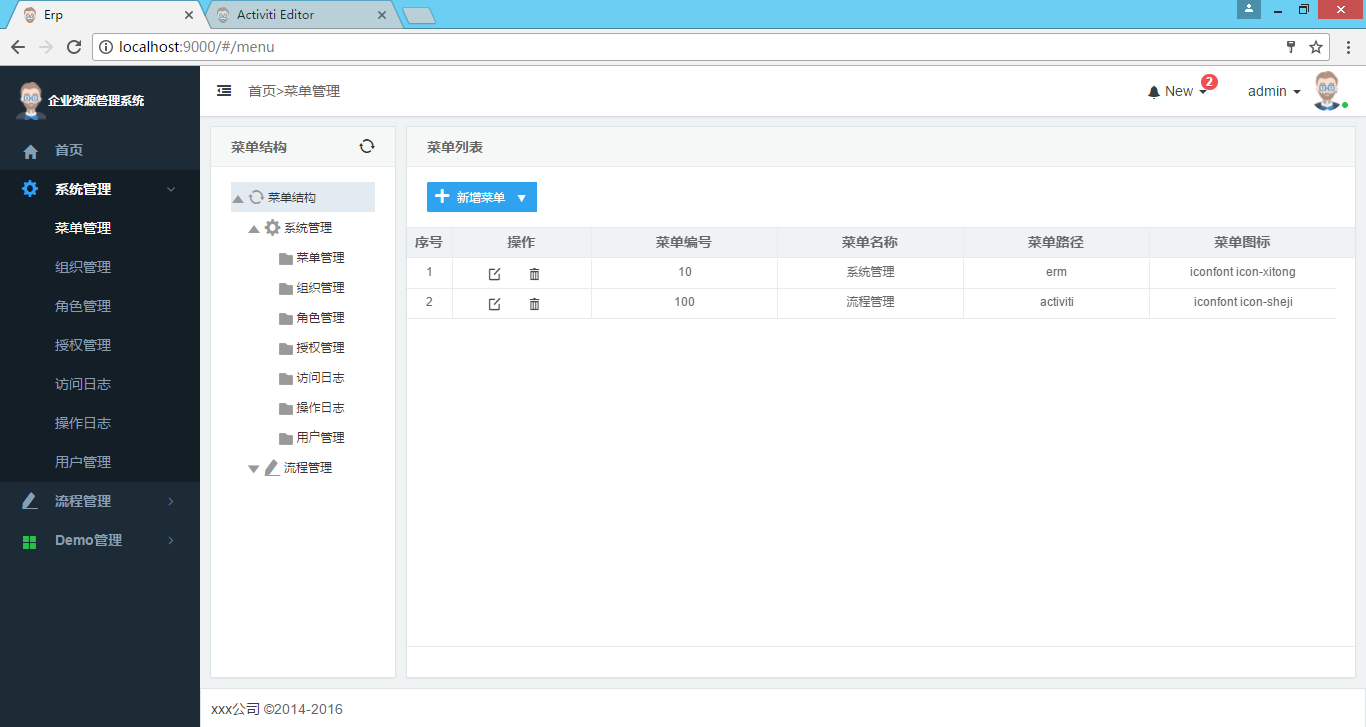 Erp
Activiti Editor
localhost:9000/#/menu
企业资源管理系统
首页>菜单管理
New 2
admin
首页
系统管理
菜单管理
组织管理
角色管理
授权管理
访问日志
操作日志
用户管理
流程管理
Demo管理
菜单结构
菜单结构
系统管理
菜单管理
组织管理
角色管理
授权管理
访问日志
操作日志
用户管理
流程管理
菜单列表
新增菜单
序号 操作 菜单编号 菜单名称 菜单路径 菜单图标
1 10 系统管理 erm iconfont icon-xitong
2 100 流程管理 activiti iconfont icon-sheji
xxx公司 ©2014-2016